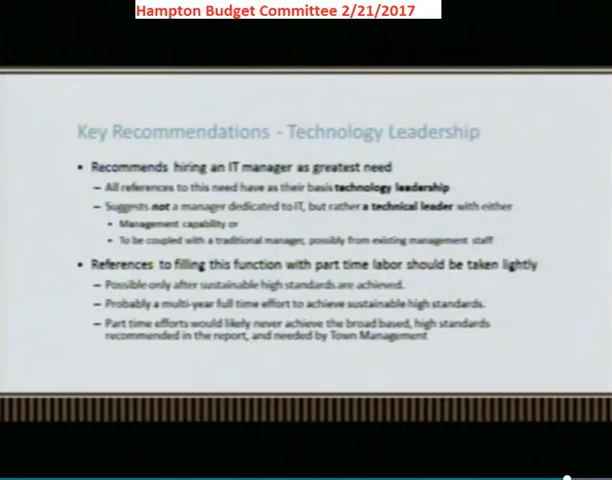 Hampton Budget Committee 2/21/2017
Key Recommendations - Technology Leadership
• Recommends hiring an IT manager as greatest need
– All references to this need have as their basis technology leadership
– Suggests not a manager dedicated to IT, but rather a technical leader with either
• Management capability or
• To be coupled with a traditional manager, possibly from existing management staff
• References to filling this function with part time labor should be taken lightly
– Possible only after sustainable high standards are achieved.
– Probably a multi-year full time effort to achieve sustainable high standards.
– Part time efforts would likely never achieve the broad based, high standards
recommended in the report, and needed by Town Management